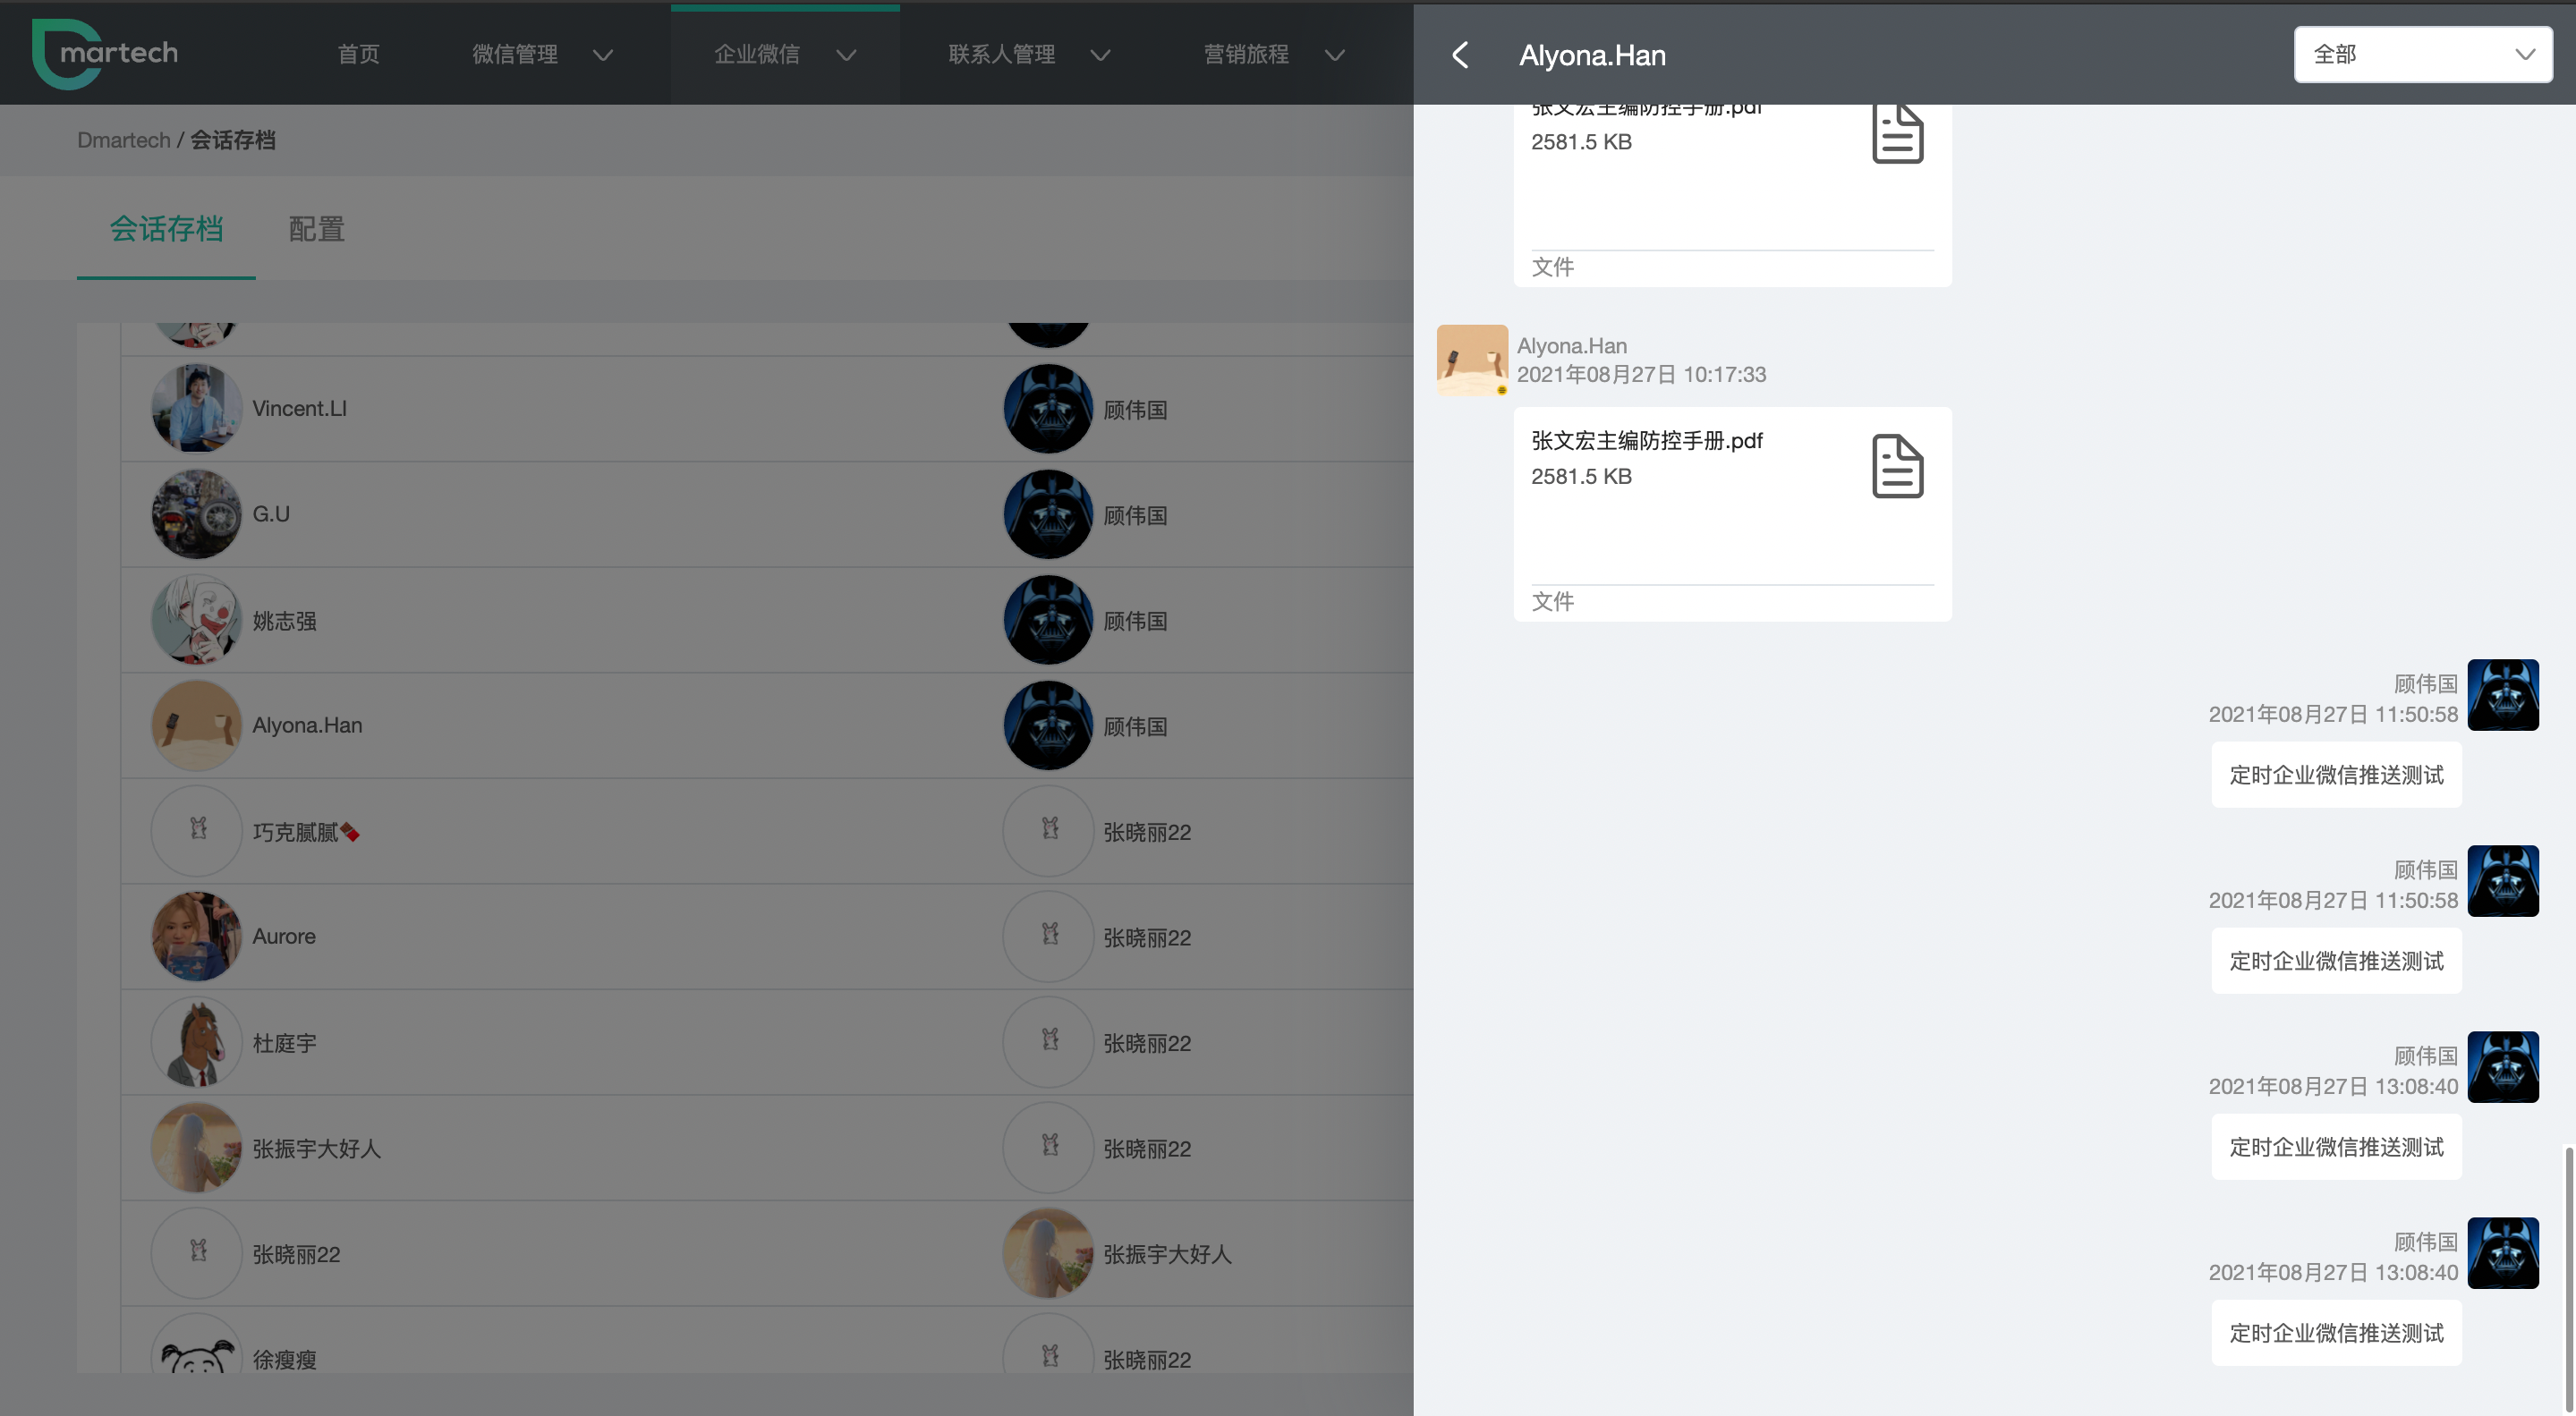 martech
首页
微信管理
企业微信
联系人管理
营销旅程
Alyona.Han
全部
Dmartech / 会话存档
会话存档
配置
Vincent.LI
顾伟国
G.U
顾伟国
姚志强
顾伟国
Alyona.Han
顾伟国
巧克腻腻🍫
张晓丽22
Aurore
张晓丽22
杜庭宇
张晓丽22
张振宇大好人
张晓丽22
张晓丽22
张振宇大好人
徐瘦瘦
张晓丽22
张文宏主编防控手册.pdf
2581.5 KB
文件
Alyona.Han
2021年08月27日 10:17:33
张文宏主编防控手册.pdf
2581.5 KB
文件
顾伟国
2021年08月27日 11:50:58
定时企业微信推送测试
顾伟国
2021年08月27日 11:50:58
定时企业微信推送测试
顾伟国
2021年08月27日 13:08:40
定时企业微信推送测试
顾伟国
2021年08月27日 13:08:40
定时企业微信推送测试